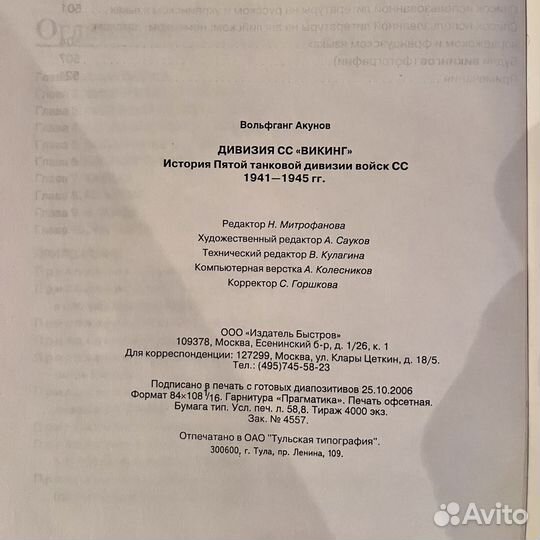 Вольфганг Акунов
ДИВИЗИЯ СС «ВИКИНГ»
История Пятой танковой дивизии войск СС
1941—1945 гг.
Редактор Н. Митрофанова
Художественный редактор А. Сауков
Технический редактор В. Кулагина
Компьютерная верстка А. Колесников
Корректор С. Горшкова
ООО «Издатель Быстров»
109378, Москва, Есенинский б-р, д. 1/26, к. 1
Для корреспонденции: 127299, Москва, ул. Клары Цеткин, д. 18/5.
Тел.: (495)745-58-23
Подписано в печать с готовых диапозитивов 25.10.2006
Формат 84×108 1/16. Гарнитура «Прагматика». Печать офсетная.
Бумага тип. Усл. печ. л. 58,8. Тираж 4000 экз.
Зак. № 4557.
Отпечатано в ОАО "Тульская типография".
300600, г. Тула, пр. Ленина, 109.
Avito